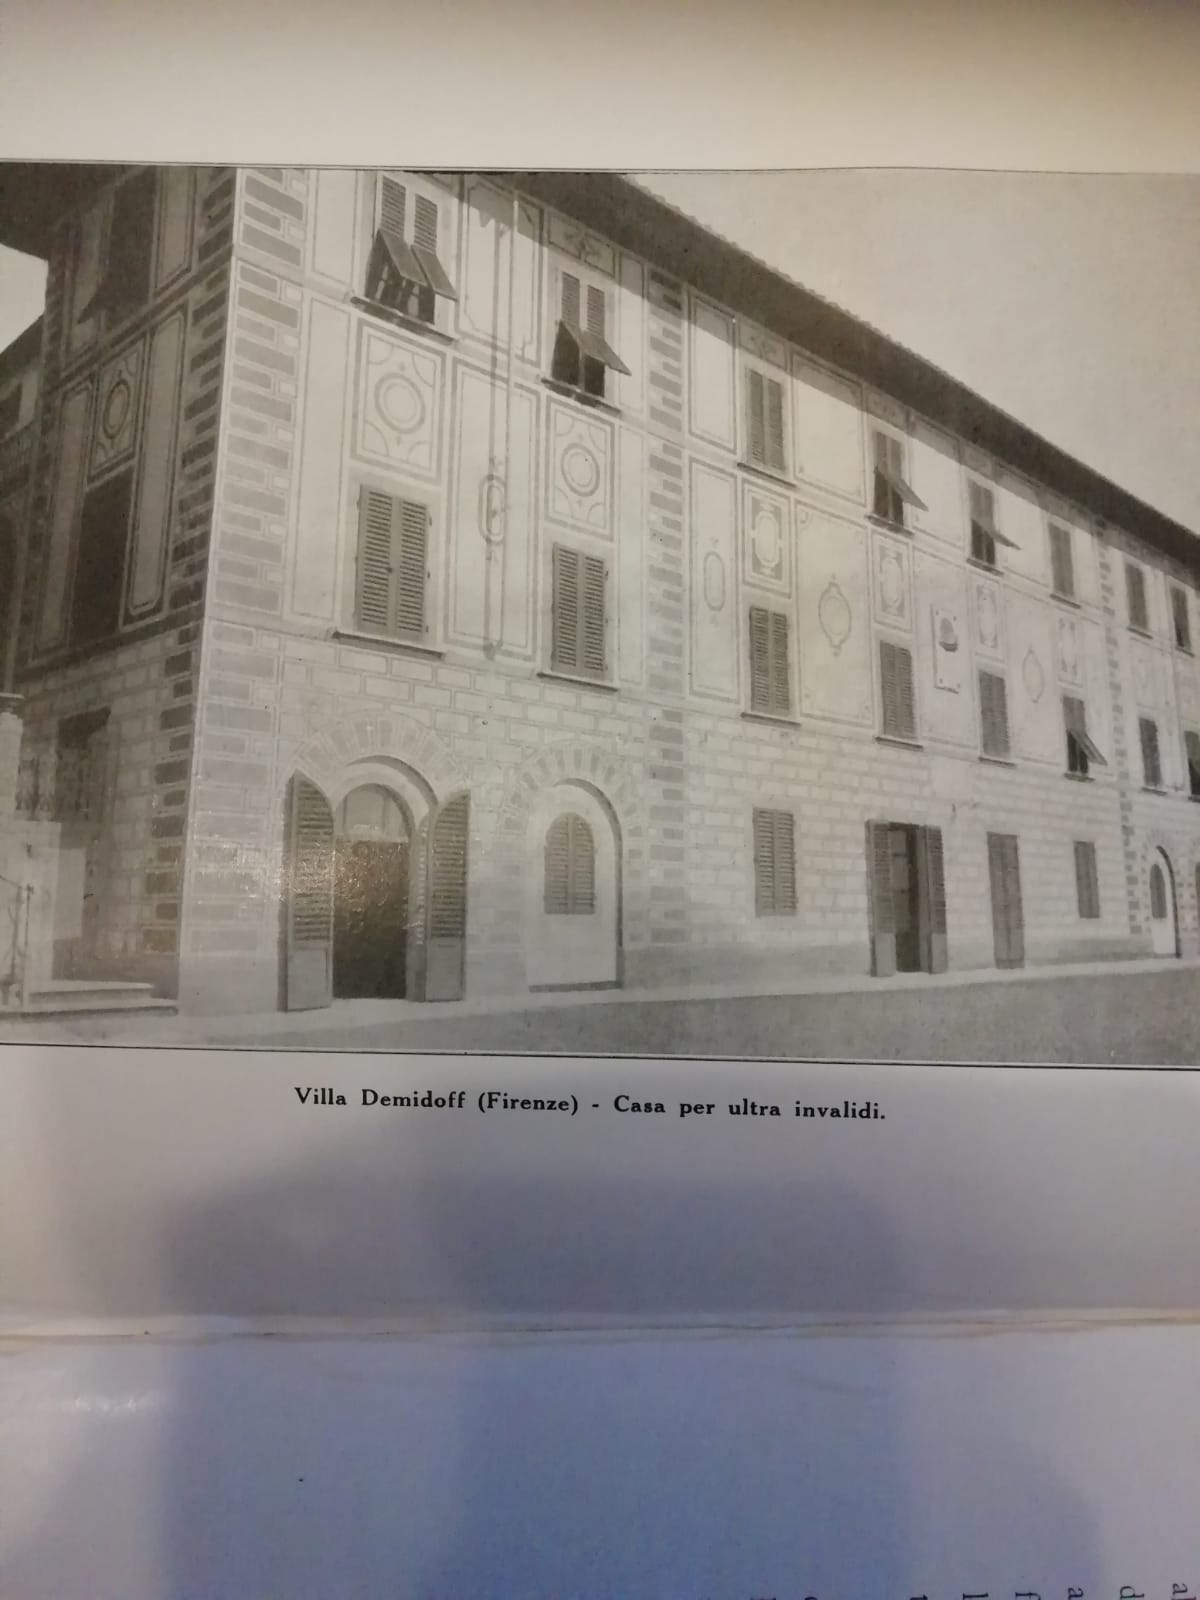 Villa Demidoff (Firenze) - Casa per ultra invalidi.